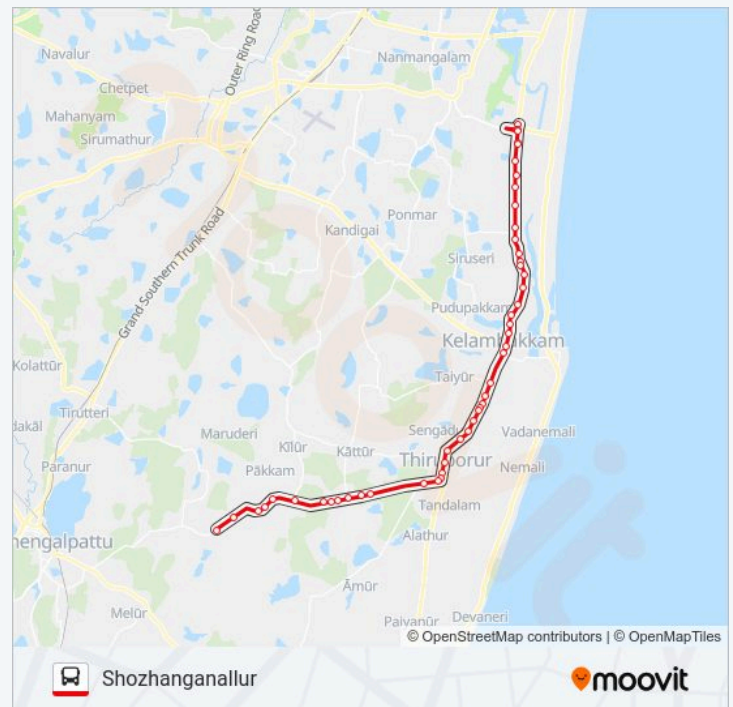 Navalur
Outer Ring Road
Nanmangalam
Chetpet
Mahanyam
Sirumathur
Ponmar
Kandigai
Grand Southern Trunk Road
Siruseri
Pudupakkam
Kelambakkam
Kolattūr
Taiyūr
Tirutteri
dakāl
Maruderi
Sengadu
Vadanemali
Kīlūr
Kāttūr
Thiruporur
Nemali
Paranur
Pākkam
Tandalam
hengalpattu
Alathur
Āmūr
Melūr
Paiyanūr
Devaneri
© OpenStreetMap contributors | © OpenMapTiles
Shozhanganallur
moovit